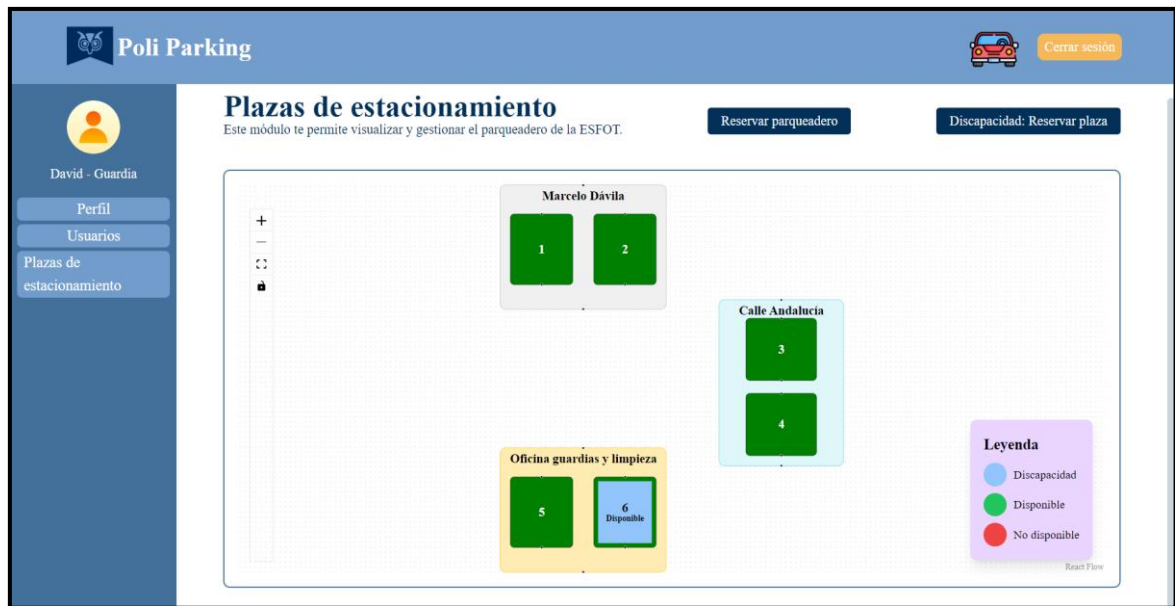 Poli Parking
Cerrar sesión
David - Guardia
Perfil
Usuarios
Plazas de
estacionamiento
Plazas de estacionamiento
Este módulo te permite visualizar y gestionar el parqueadero de la ESFOT.
Reservar parqueadero
Discapacidad: Reservar plaza
Marcelo Dávila
1
2
Calle Andalucía
3
4
Oficina guardias y limpieza
5
6
Disponible
Leyenda
Discapacidad
Disponible
No disponible
React Flow